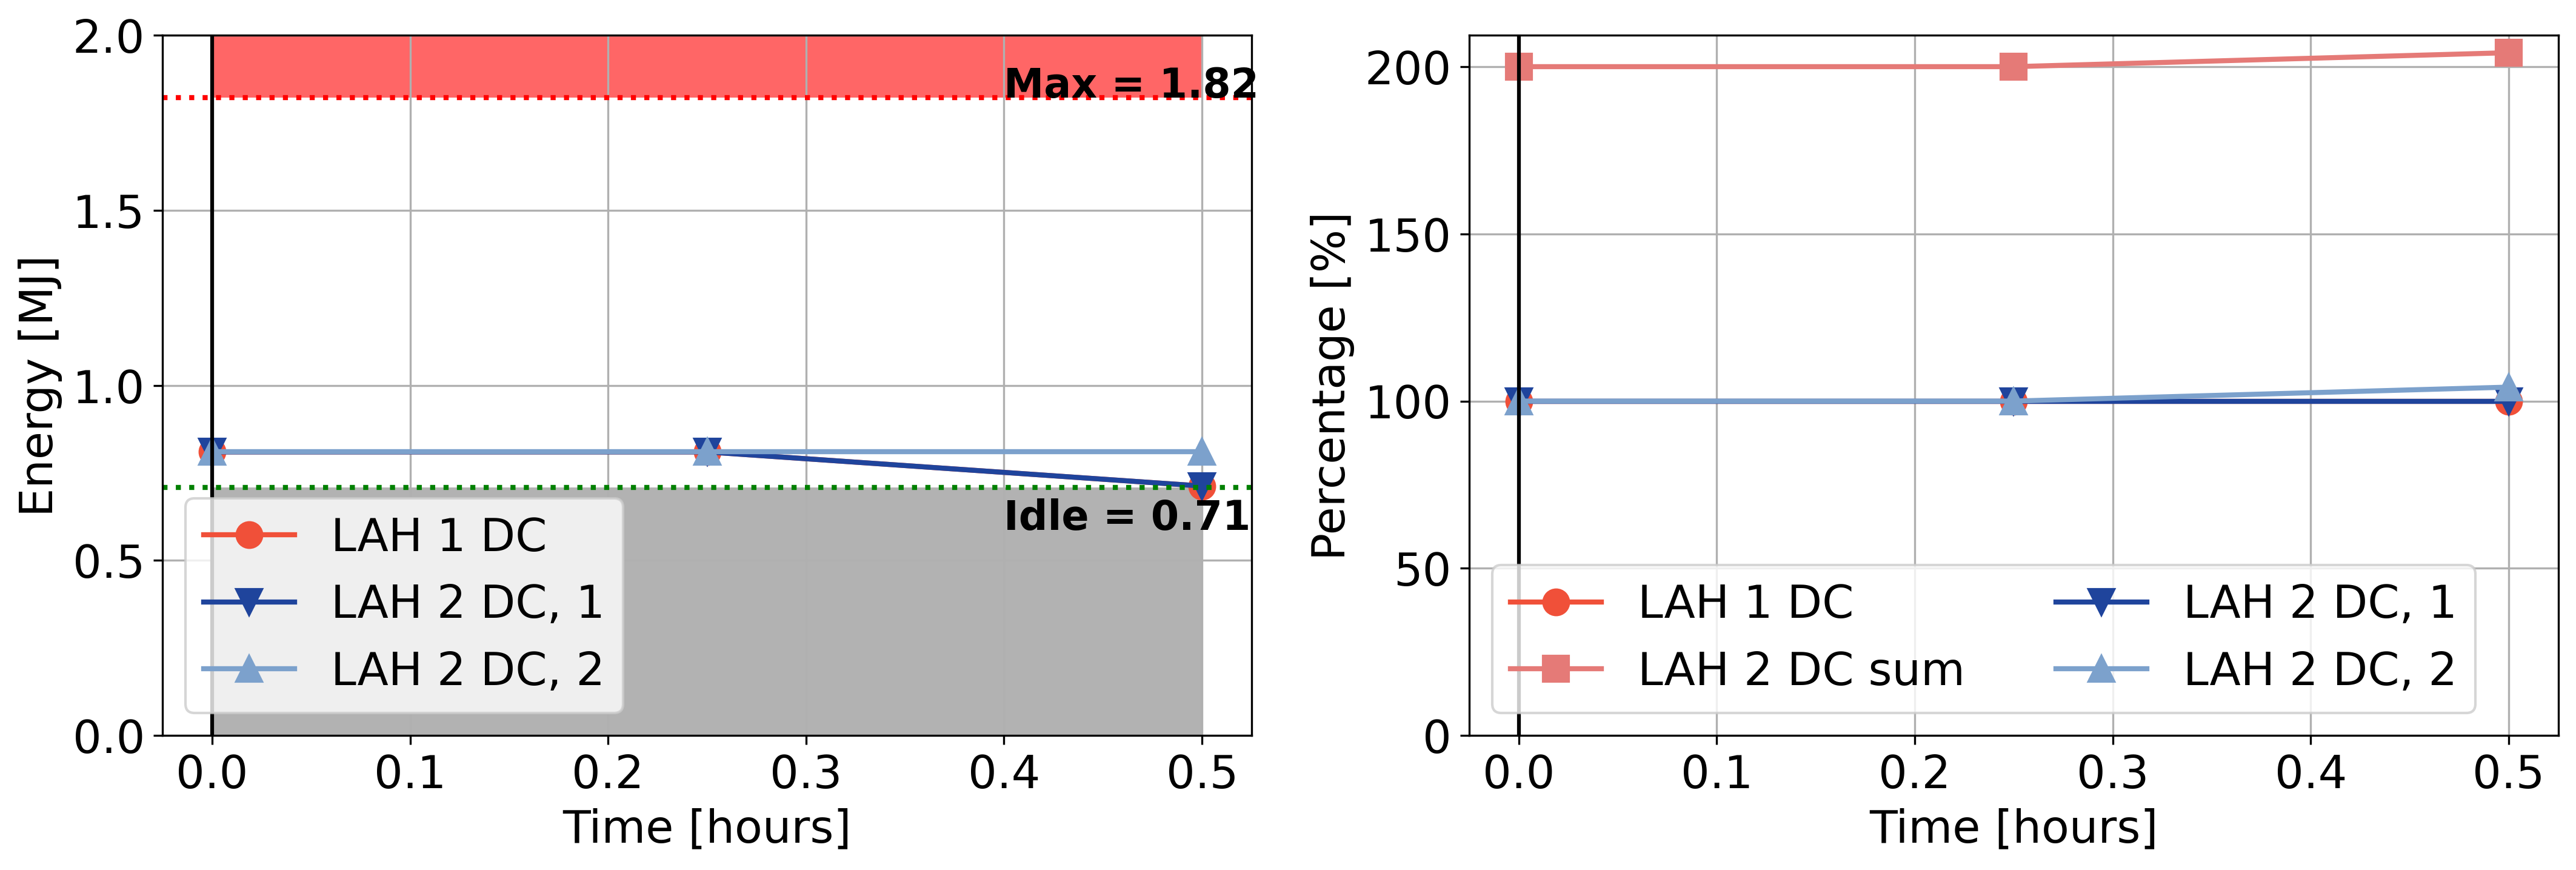 2.0
1.5
1.0
0.5
0.0
Energy [MJ]
Max = 1.82
Idle = 0.71
LAH 1 DC
LAH 2 DC, 1
LAH 2 DC, 2
0.0 0.1 0.2 0.3 0.4 0.5
Time [hours]
200
150
100
50
0
Percentage [%]
LAH 1 DC
LAH 2 DC sum
LAH 2 DC, 1
LAH 2 DC, 2
0.0 0.1 0.2 0.3 0.4 0.5
Time [hours]